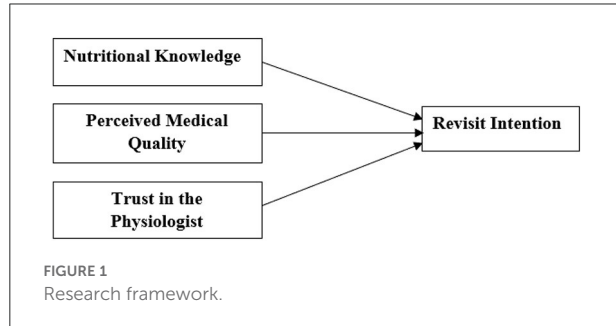 Nutritional Knowledge
Perceived Medical
Quality
Trust in the
Physiologist
Revisit Intention
FIGURE 1
Research framework.